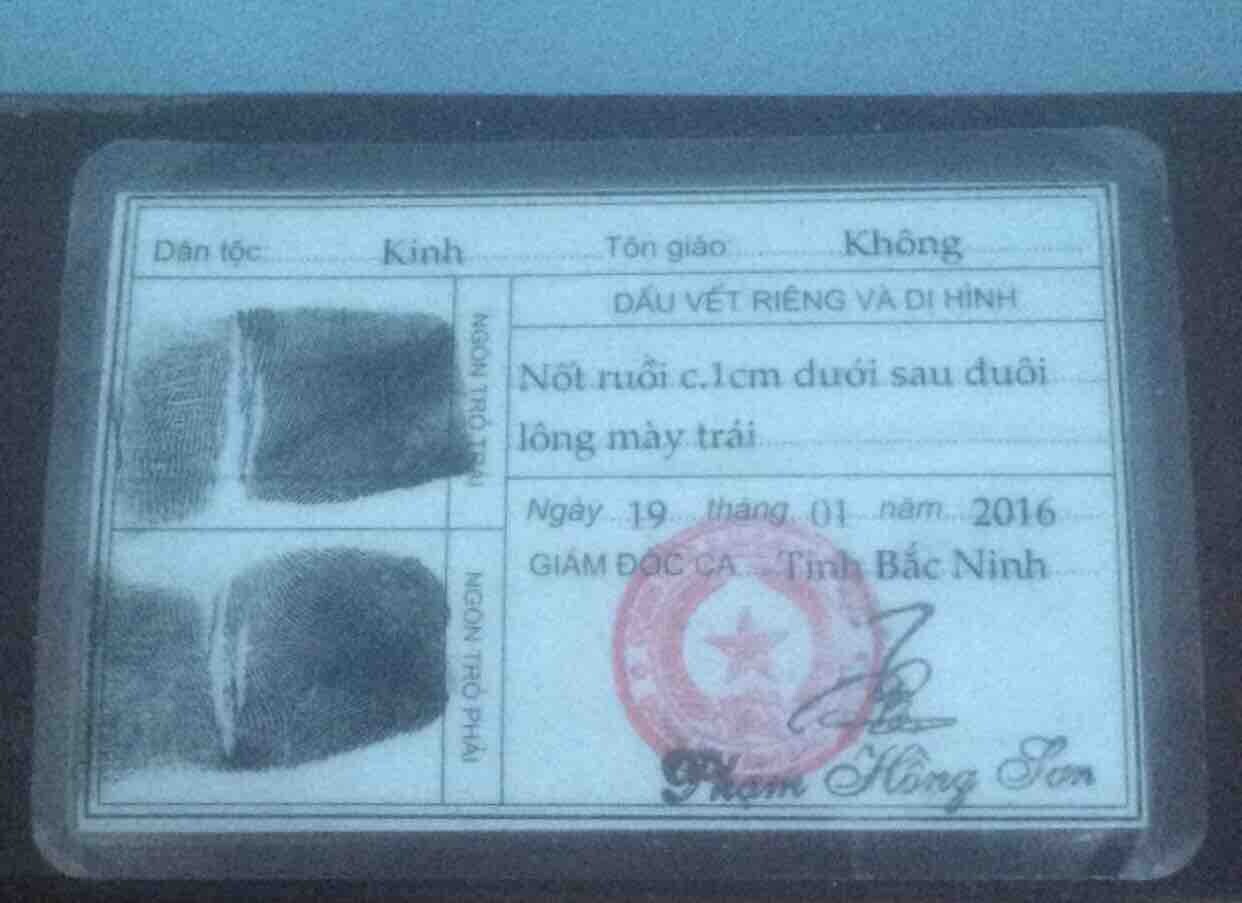 Dân tộc: Kinh Tôn giáo: Không
NGÓN TRỎ TRÁI
NGÓN TRỎ PHẢI
DẤU VẾT RIÊNG VÀ DỊ HÌNH
Nốt ruồi c.1cm dưới sau đuôi
lông mày trái
Ngày 19 tháng 01 năm 2016
GIÁM ĐỐC CA Tỉnh Bắc Ninh
Phạm Hồng Sơn